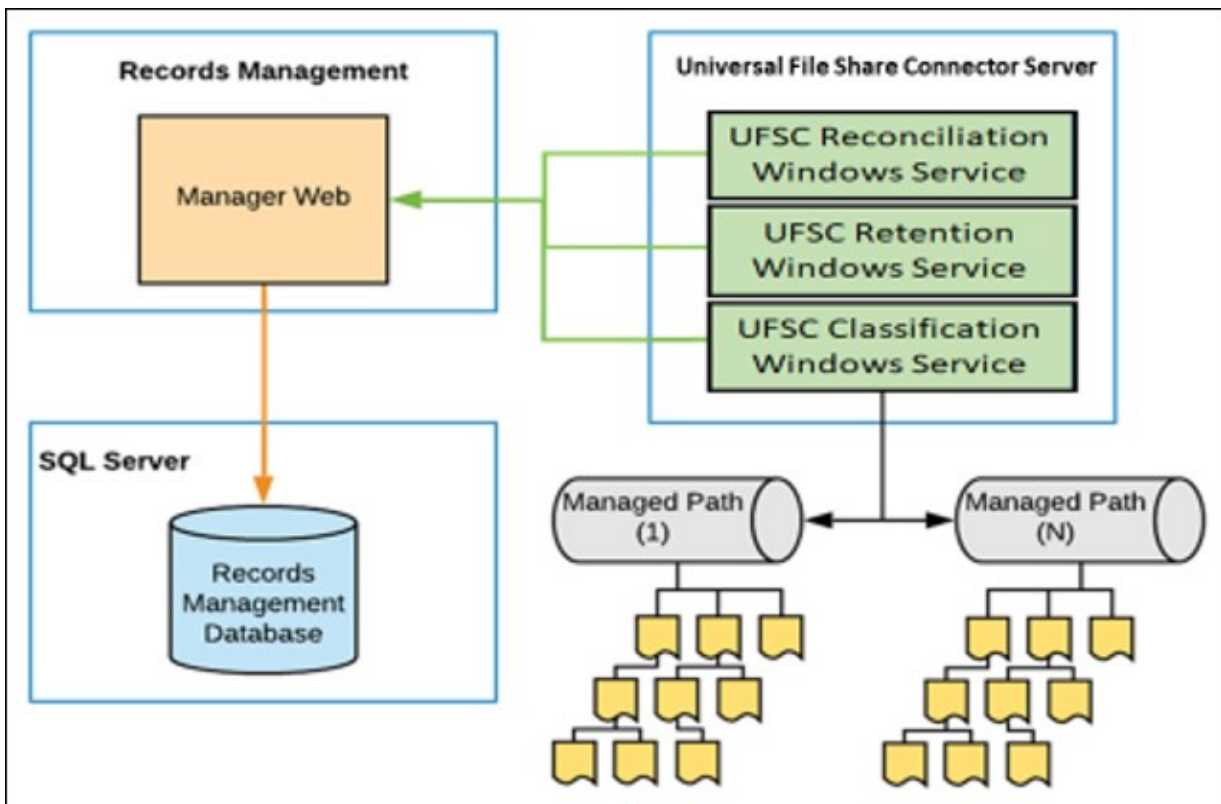 Records Management
Manager Web
Universal File Share Connector Server
UFSC Reconciliation
Windows Service
UFSC Retention
Windows Service
UFSC Classification
Windows Service
SQL Server
Records
Management
Database
Managed Path
(1)
Managed Path
(N)